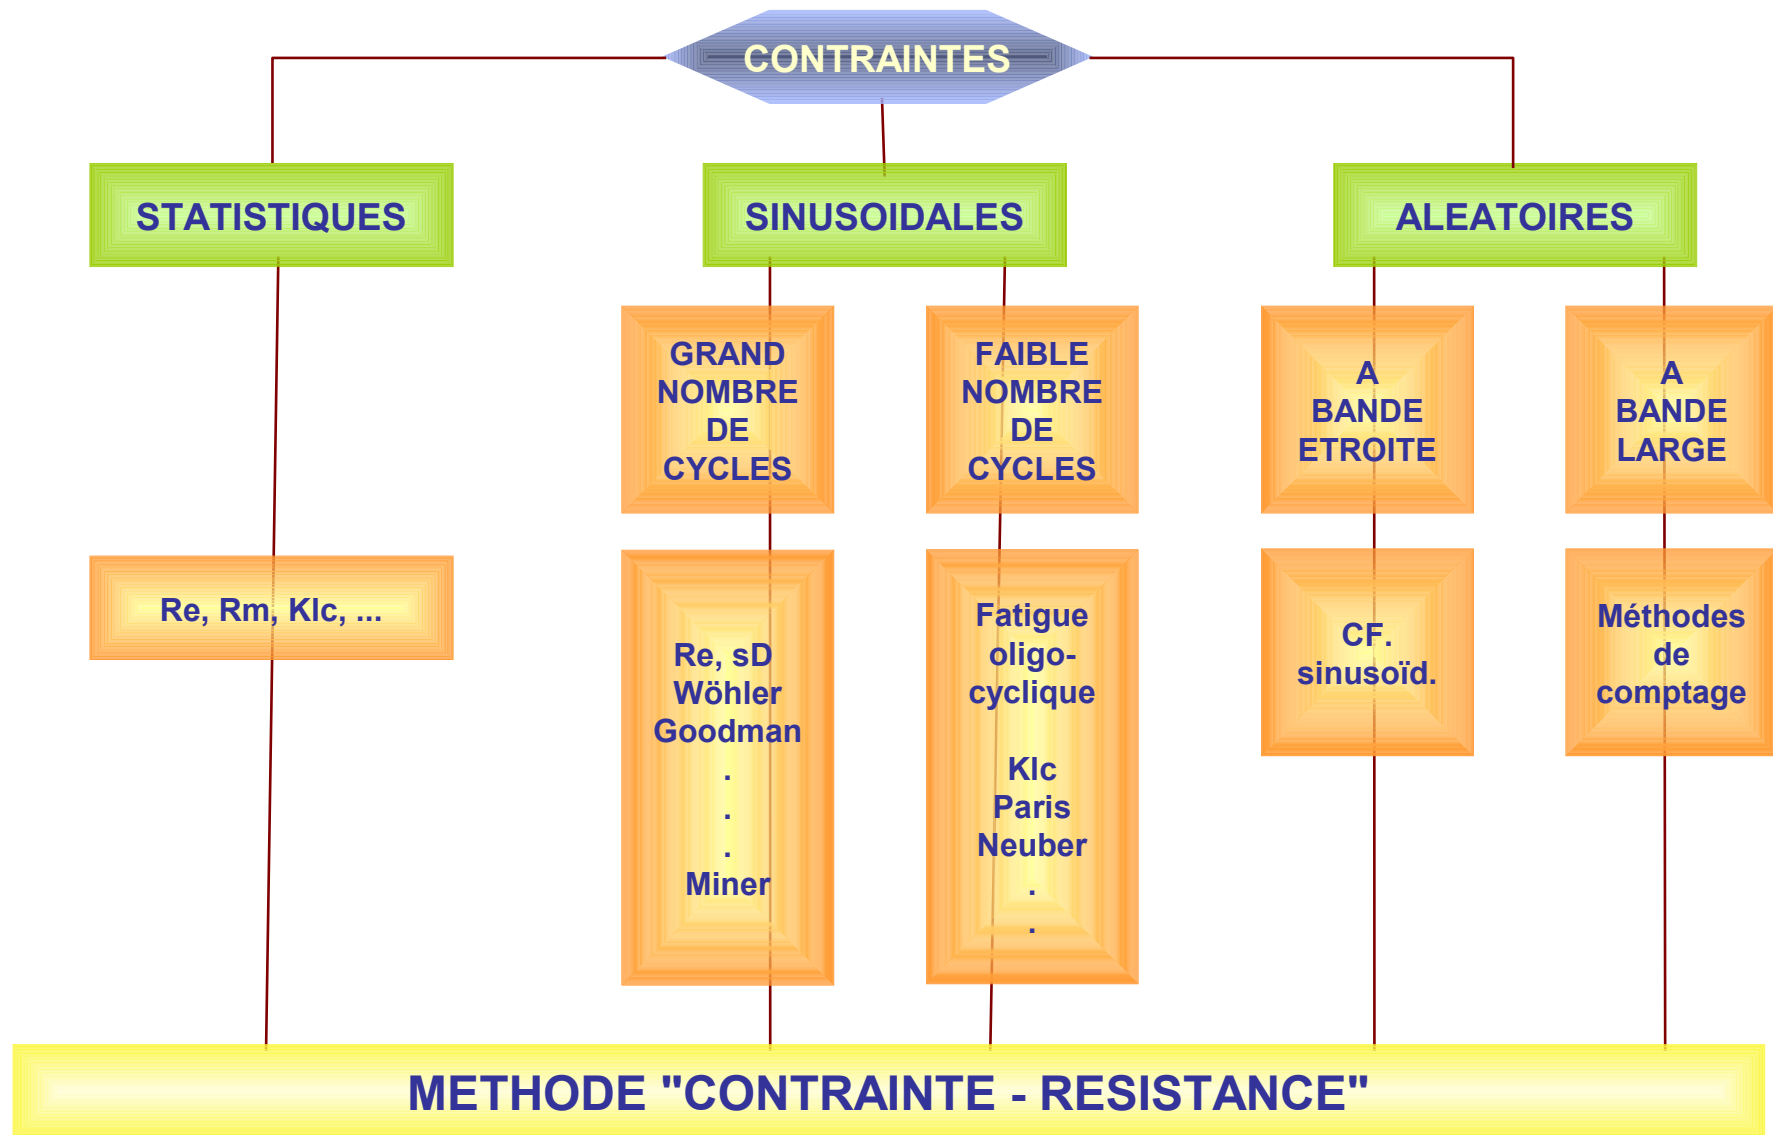 CONTRAINTES
STATISTIQUES
SINUSOIDALES
ALEATOIRES
GRAND
NOMBRE
DE
CYCLES
FAIBLE
NOMBRE
DE
CYCLES
A
BANDE
ETROITE
A
BANDE
LARGE
Re, Rm, KIc, ...
Re, sD
Wöhler
Goodman
.
.
.
Miner
Fatigue
oligo-
cyclique
KIc
Paris
Neuber
.
.
CF.
sinusoïd.
Méthodes
de
comptage
METHODE "CONTRAINTE - RESISTANCE"